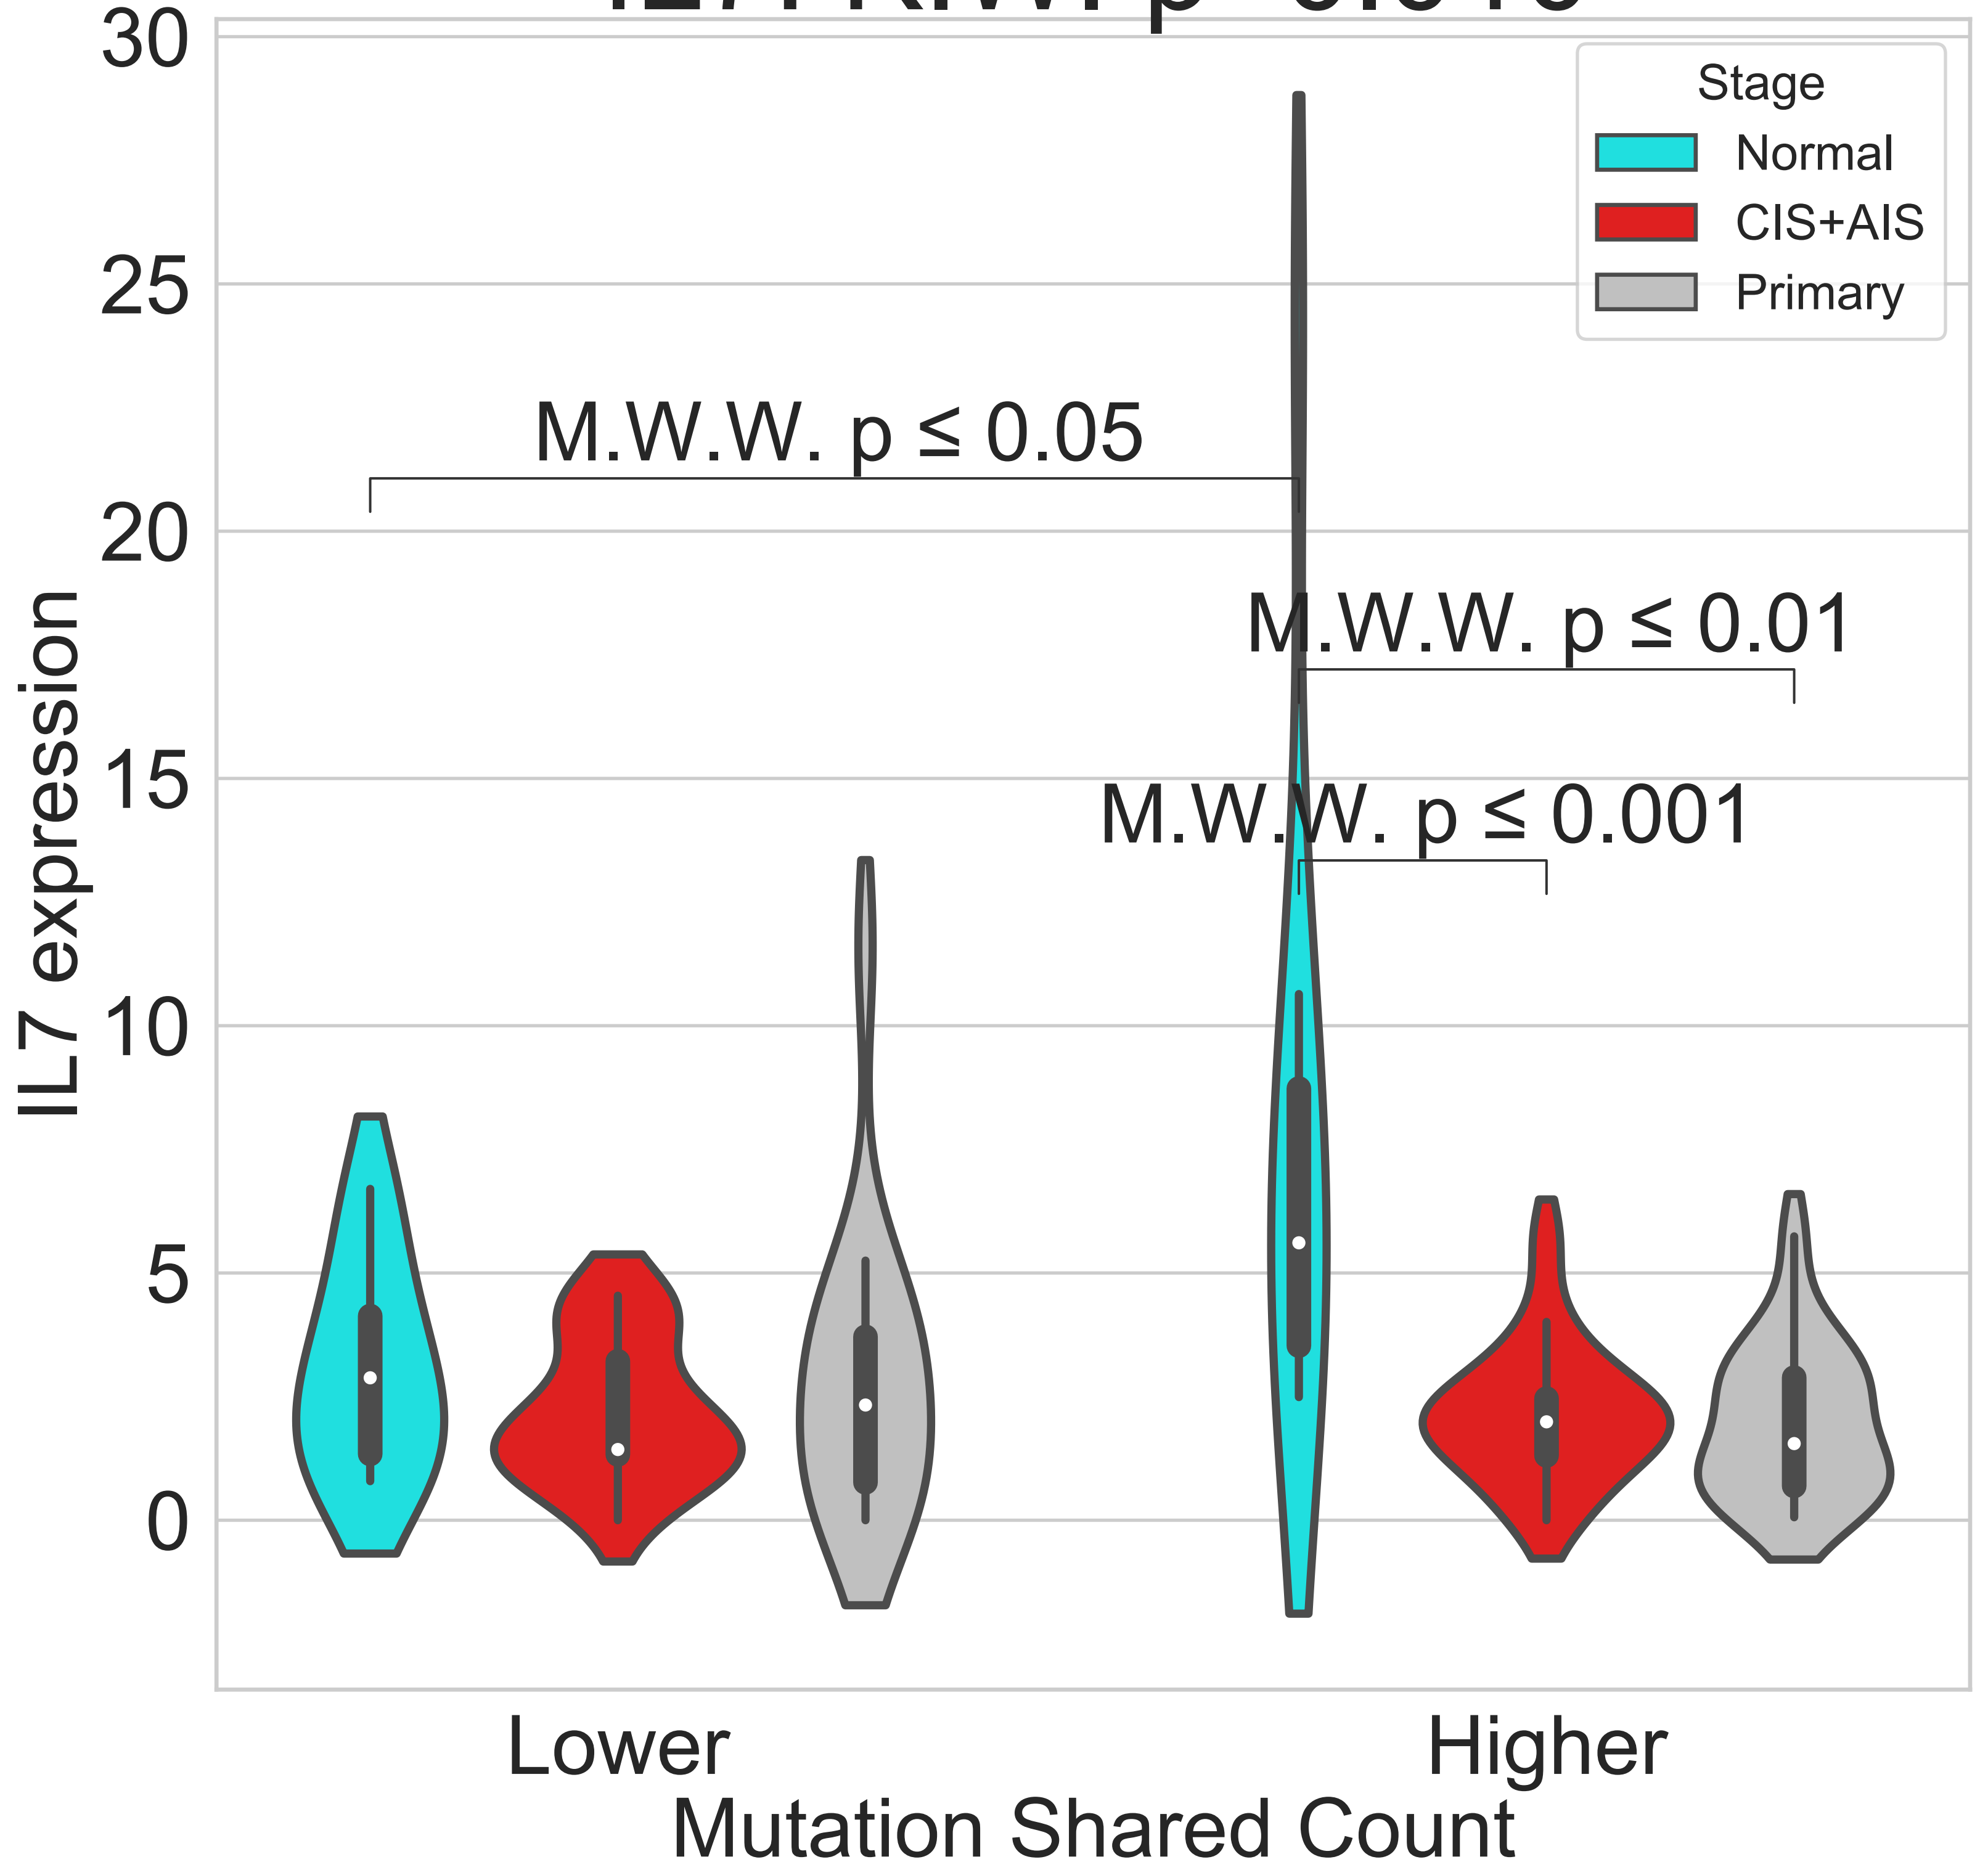 30
Stage
Normal
CIS+AIS
Primary
25
M.W.W. p ≤ 0.05
20
M.W.W. p ≤ 0.01
15
M.W.W. p ≤ 0.001
10
5
0
IL7 expression
Lower
Higher
Mutation Shared Count